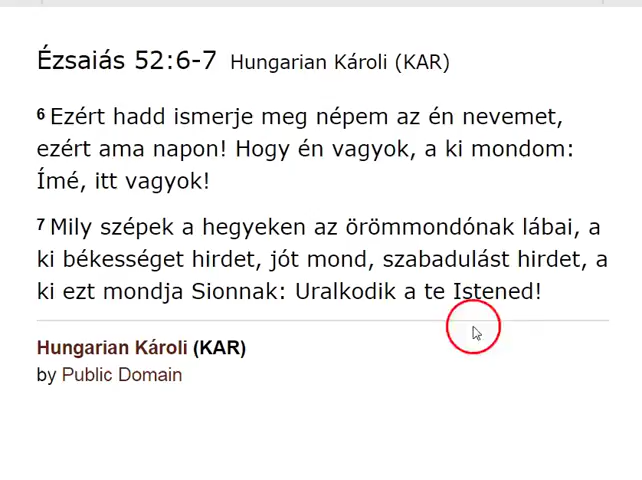 Ézsaiás 52:6-7 Hungarian Károli (KAR)
6 Ezért hadd ismerje meg népem az én nevemet,
ezért ama napon! Hogy én vagyok, a ki mondom:
Ímé, itt vagyok!
7 Mily szépek a hegyeken az örömmondónak lábai, a
ki békességet hirdet, jót mond, szabadulást hirdet, a
ki ezt mondja Sionnak: Uralkodik a te Istened!
Hungarian Károli (KAR)
by Public Domain